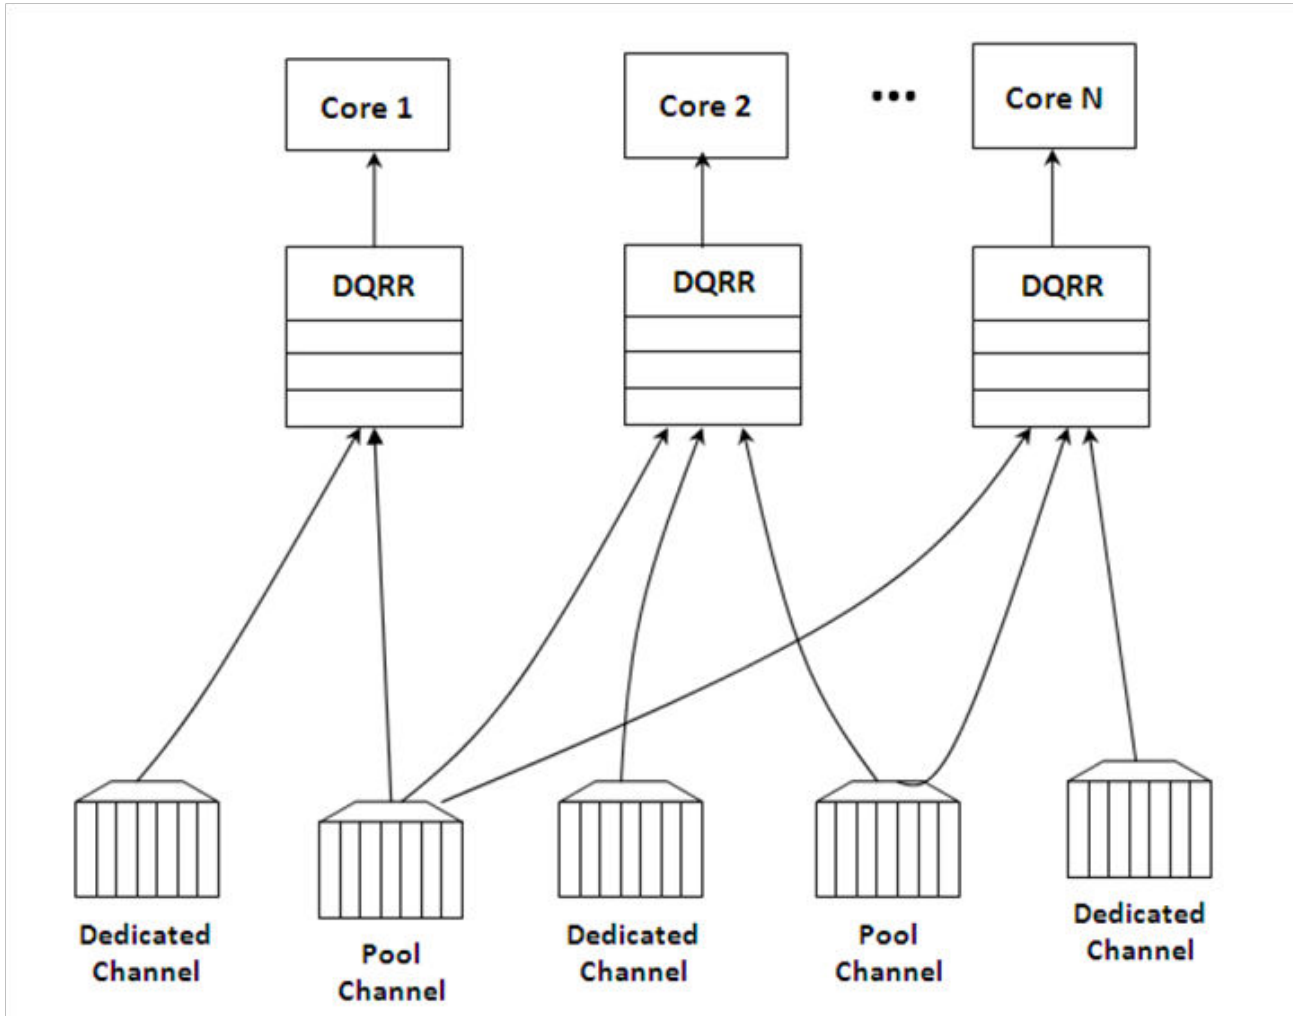 Core 1
Core 2
...
Core N
DQRR
DQRR
DQRR
Dedicated
Channel
Pool
Channel
Dedicated
Channel
Pool
Channel
Dedicated
Channel